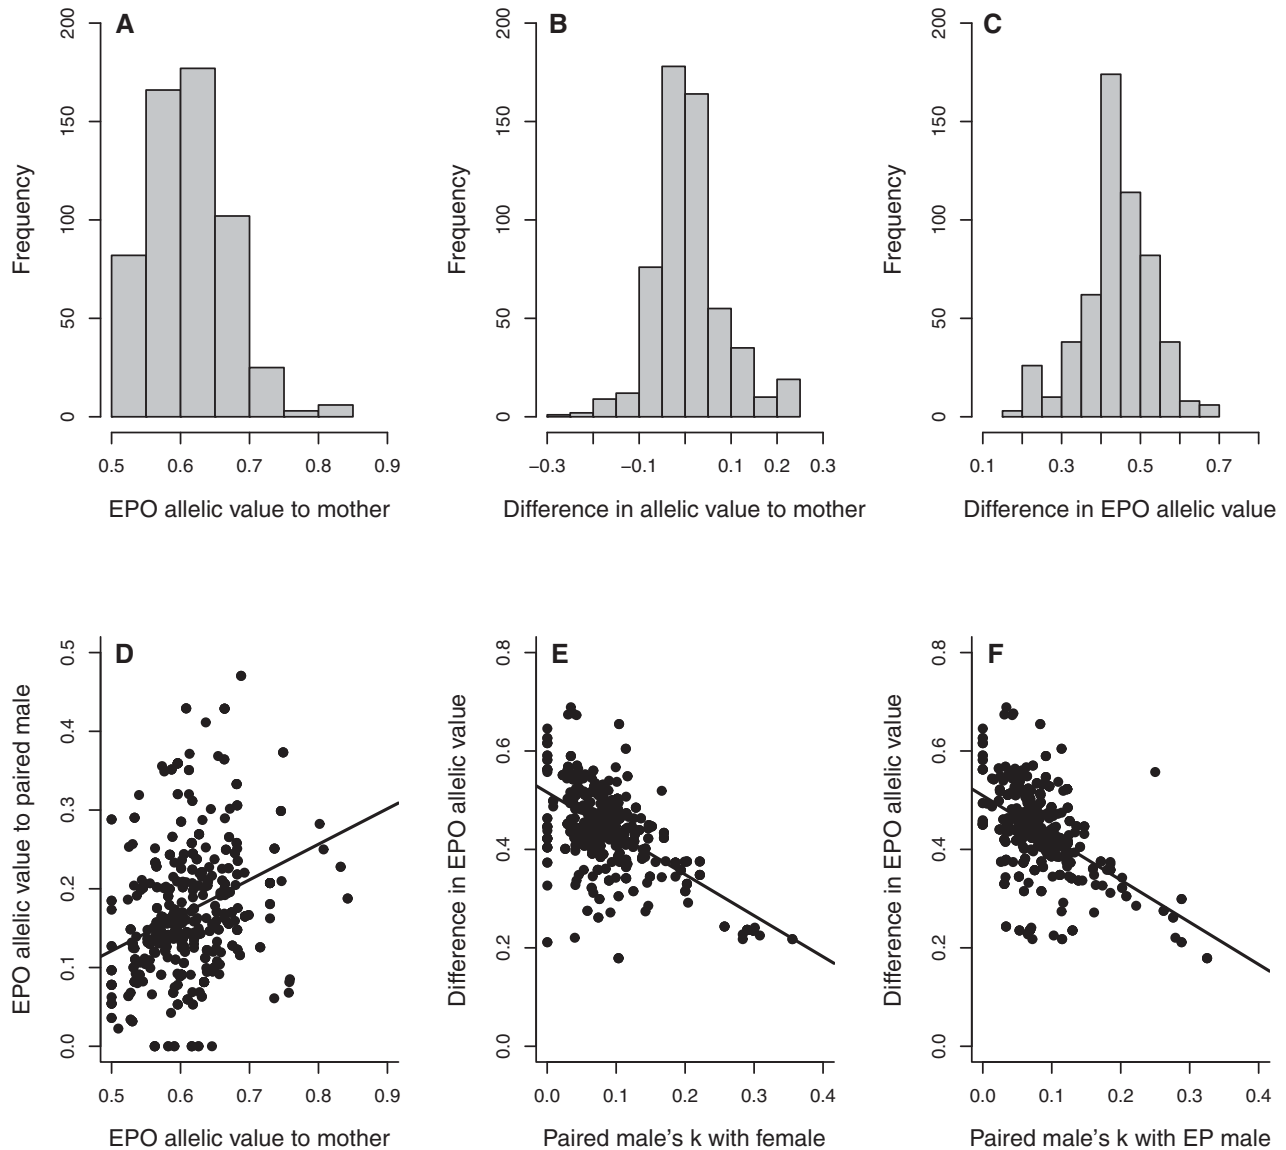 A
200
150
100
50
0
Frequency
0.5 0.6 0.7 0.8 0.9
EPO allelic value to mother
B
200
150
100
50
0
Frequency
−0.3 −0.1 0.1 0.2 0.3
Difference in allelic value to mother
C
200
150
100
50
0
Frequency
0.1 0.3 0.5 0.7
Difference in EPO allelic value
D
0.5
0.4
0.3
0.2
0.1
0.0
EPO allelic value to paired male
0.5 0.6 0.7 0.8 0.9
EPO allelic value to mother
E
0.8
0.6
0.4
0.2
0.0
Difference in EPO allelic value
0.0 0.1 0.2 0.3 0.4
Paired male's k with female
F
0.8
0.6
0.4
0.2
0.0
Difference in EPO allelic value
0.0 0.1 0.2 0.3 0.4
Paired male's k with EP male